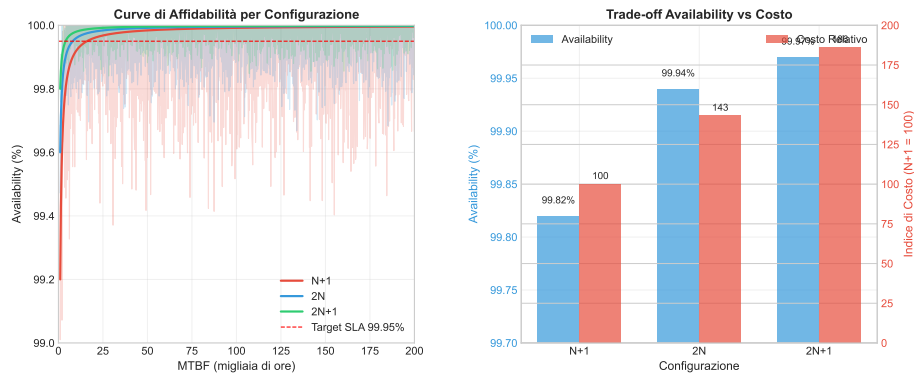 Curve di Affidabilità per Configurazione
Availability (%)
100.0
99.8
99.6
99.4
99.2
99.0
0
25
50
75
100
125
150
175
200
MTBF (migliaia di ore)
N+1
2N
2N+1
Target SLA 99.95%
Trade-off Availability vs Costo
Availability (%)
100.00
99.95
99.90
99.85
99.80
99.75
99.70
Availability
Costo Relativo
99.82%
100
99.94%
143
99.97%
N+1
2N
2N+1
Configurazione
200
175
150
125
100
75
50
25
0
Indice di Costo (N+1 = 100)